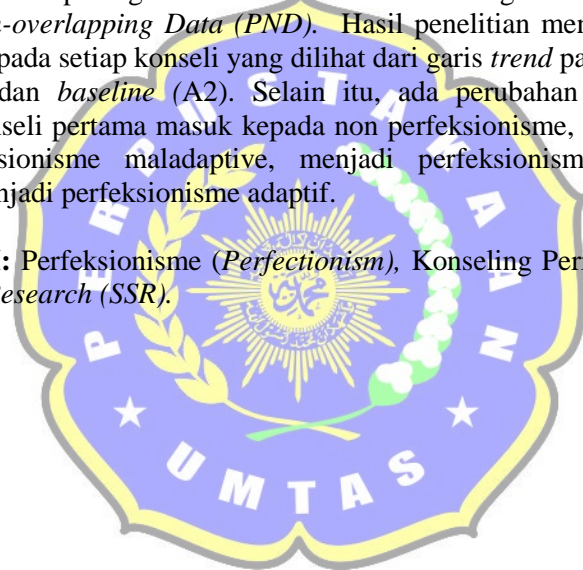 n-overlapping Data (PND). Hasil penelitian men
pada setiap konseli yang dilihat dari garis trend pa
dan baseline (A2). Selain itu, ada perubahan
nseli pertama masuk kepada non perfeksionisme,
sionisme maladaptive, menjadi perfeksionism
njadi perfeksionisme adaptif.
: Perfeksionisme (Perfectionism), Konseling Per
esearch (SSR).
PERPUSTAKAAN
UMTAS